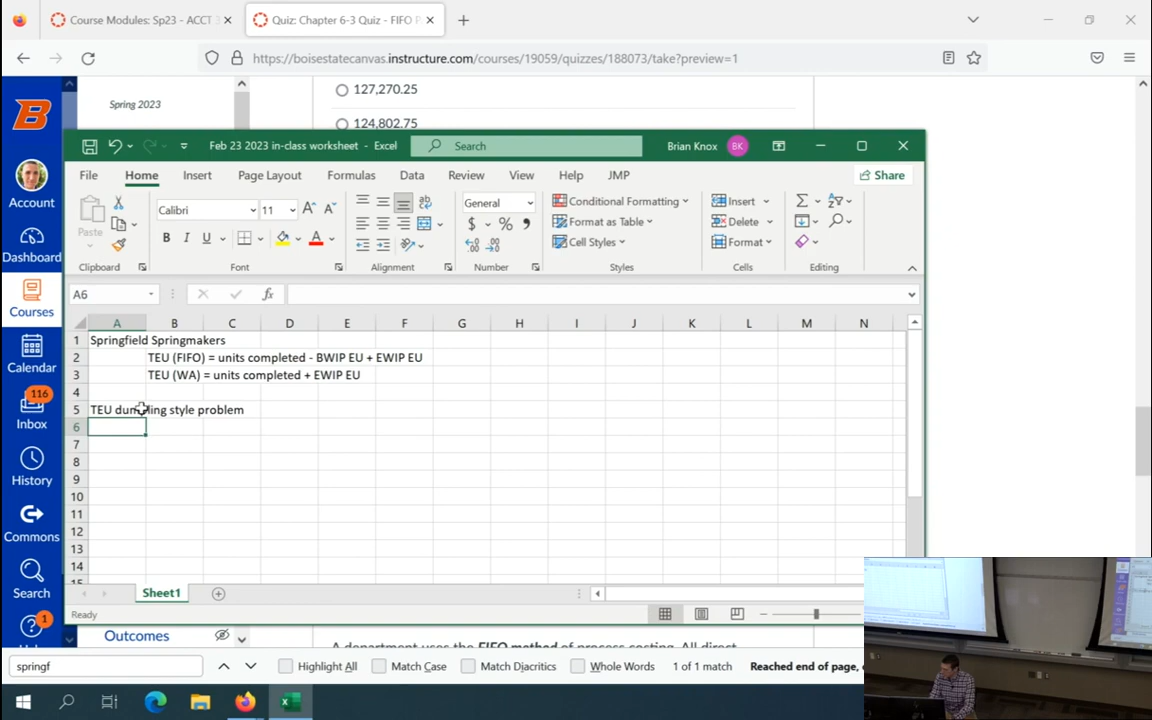 Course Modules: Sp23 - ACCT 3
Quiz: Chapter 6-3 Quiz - FIFO P
https://boisestatecanvas.instructure.com/courses/19059/quizzes/188073/take?preview=1
B
Account
Dashboard
Courses
Calendar
116
Inbox
History
Commons
Search
1
Spring 2023
127,270.25
124,802.75
Feb 23 2023 in-class worksheet - Excel
Search
Brian Knox
BK
File Home Insert Page Layout Formulas Data Review View Help JMP
Share
Paste
Clipboard
Calibri
11
B I U
Font
Alignment
General
$ % ,
Number
Conditional Formatting
Format as Table
Cell Styles
Styles
Insert
Delete
Format
Cells
Editing
A6
fx
A B C D E F G H I J K L M N
1 Springfield Springmakers
2 TEU (FIFO) = units completed - BWIP EU + EWIP EU
3 TEU (WA) = units completed + EWIP EU
4
5 TEU style problem
6
7
8
9
10
11
12
13
14
Sheet1
Ready
Outcomes
A department uses the FIFO method of process costing. All direct
springf
Highlight All
Match Case
Match Diacritics
Whole Words
1 of 1 match
Reached end of page,